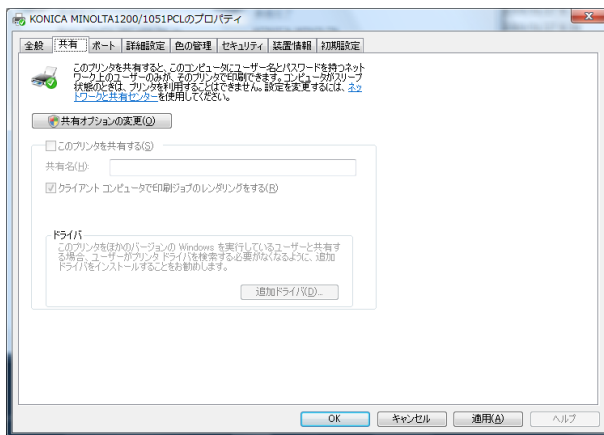 KONICA MINOLTA1200/1051PCLのプロパティ
全般 共有 ポート 詳細設定 色の管理 セキュリティ 装置情報 初期設定
このプリンタを共有すると、このコンピュータにユーザー名とパスワードを持つネット
ワーク上のユーザーのみが、そのプリンタで印刷できます。コンピュータがスリープ
状態のときは、プリンタを利用することはできません。設定を変更するには、ネッ
トワークと共有センターを使用してください。
共有オプションの変更(O)
このプリンタを共有する(S)
共有名(H):
クライアント コンピュータで印刷ジョブのレンダリングをする(R)
ドライバ
このプリンタをほかのバージョンの Windows を実行しているユーザーと共有す
る場合、ユーザーがプリンタ ドライバを検索する必要がなくなるように、追加
ドライバをインストールすることをお勧めします。
追加ドライバ(D)...
OK キャンセル 適用(A) ヘルプ